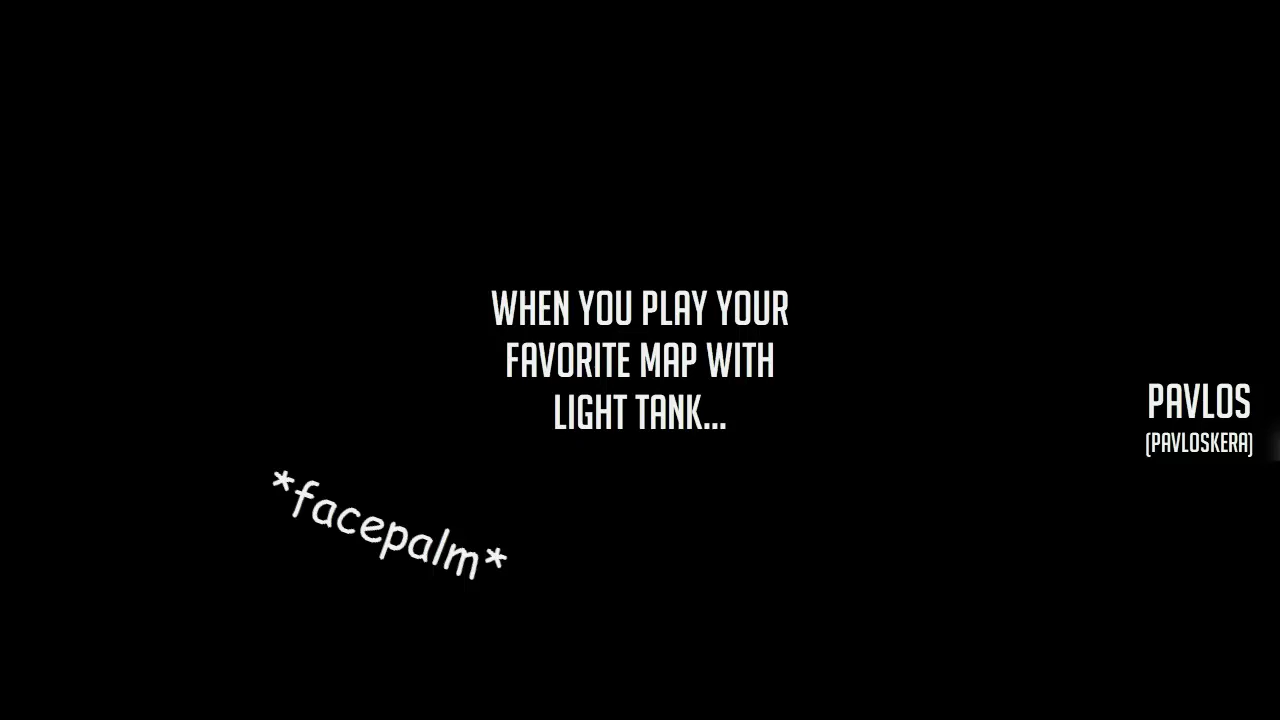 WHEN YOU PLAY YOUR
FAVORITE MAP WITH
LIGHT TANK...
PAVLOS
(PAVLOSKERA)
*facepalm*